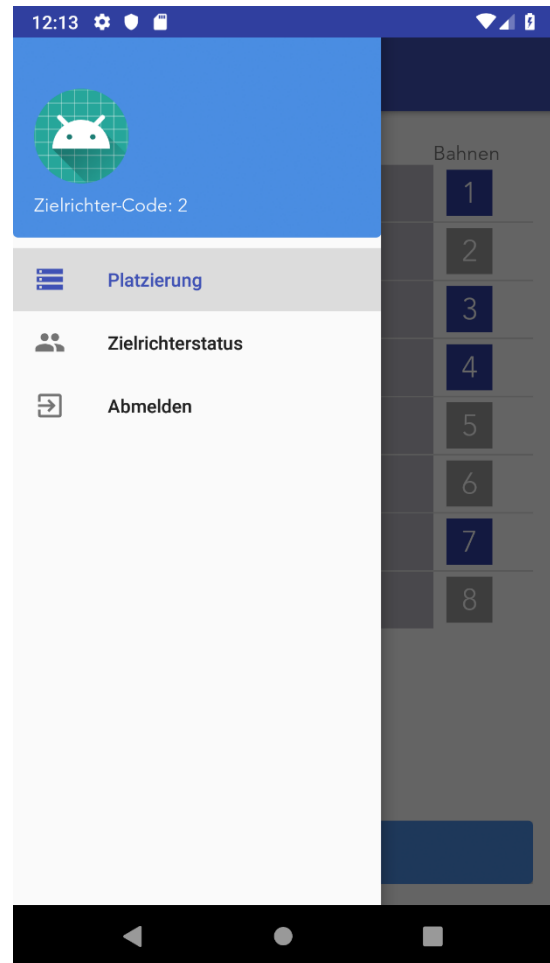 12:13
Zielrichter-Code: 2
Platzierung
Zielrichterstatus
Abmelden
Bahnen
1
2
3
4
5
6
7
8